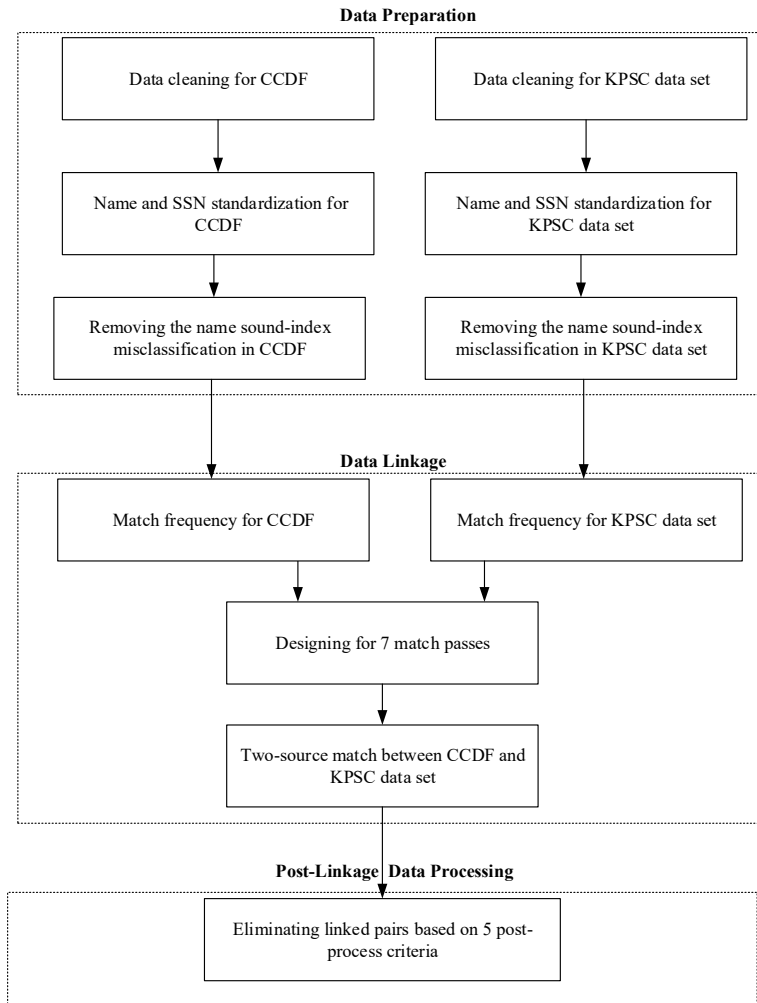 Data Preparation
Data cleaning for CCDF
Data cleaning for KPSC data set
Name and SSN standardization for
CCDF
Name and SSN standardization for
KPSC data set
Removing the name sound-index
misclassification in CCDF
Removing the name sound-index
misclassification in KPSC data set
Data Linkage
Match frequency for CCDF
Match frequency for KPSC data set
Designing for 7 match passes
Two-source match between CCDF and
KPSC data set
Post-Linkage Data Processing
Eliminating linked pairs based on 5 post-
process criteria